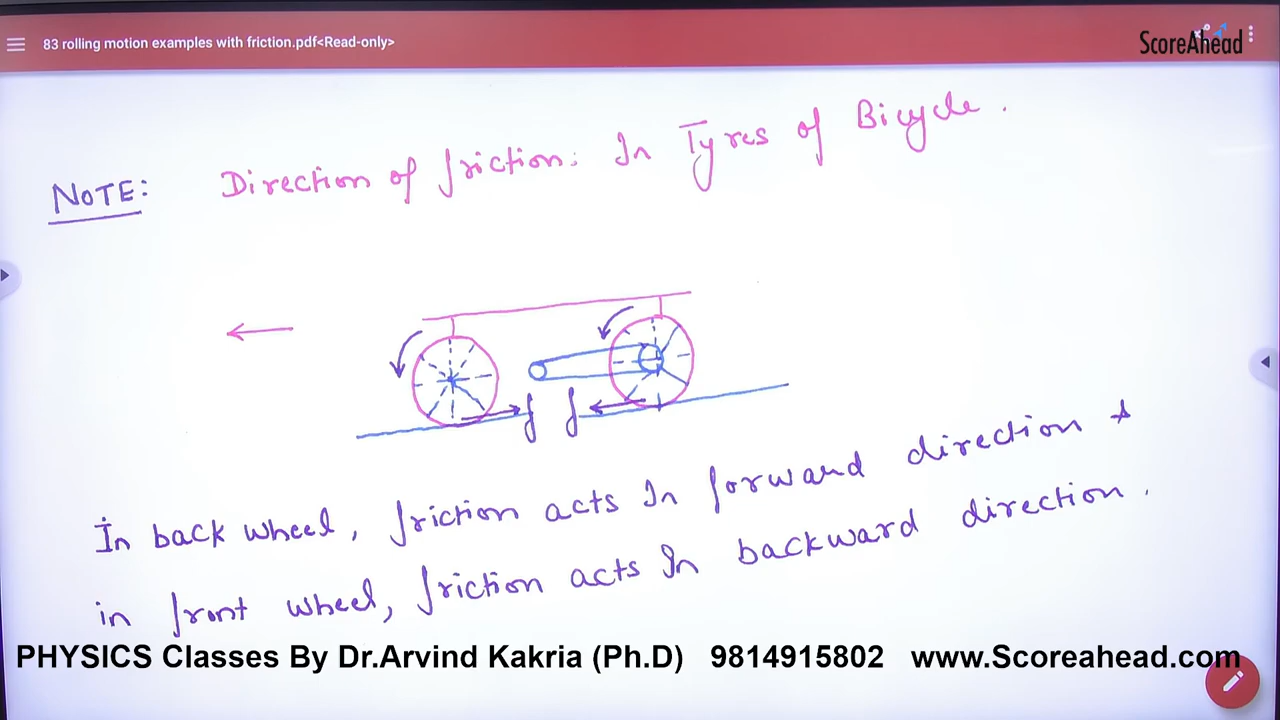 83 rolling motion examples with friction.pdf<Read-only>
ScoreAhead
NOTE: Direction of friction: In Tyres of Bicycle.
f f
In back wheel, friction acts In forward direction &
in front wheel, friction acts In backward direction.
PHYSICS Classes By Dr.Arvind Kakria (Ph.D) 9814915802 www.Scoreahead.com